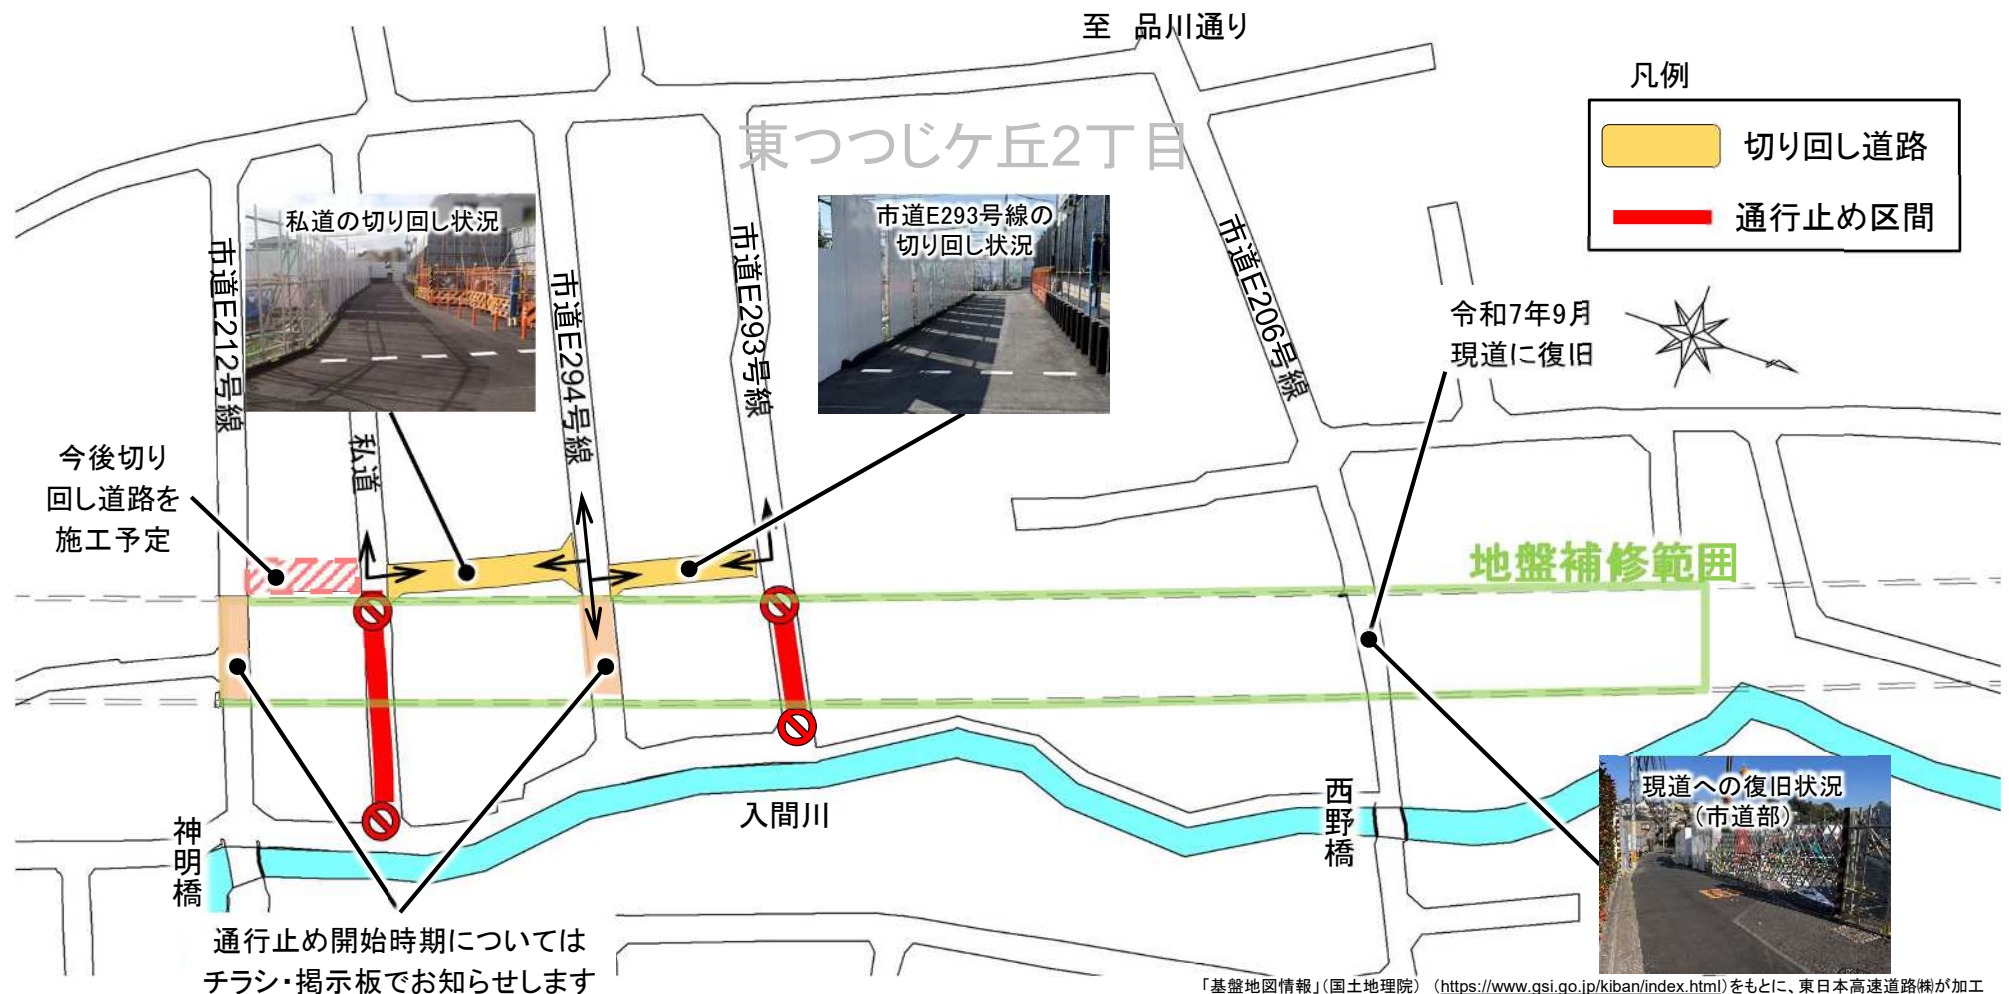 至 品川通り
凡例
切り回し道路
通行止め区間
東つつじケ丘2丁目
私道の切り回し状況
市道E293号線の
切り回し状況
市道E212号線
市道E294号線
市道E293号線
市道E206号線
私道
令和7年9月
現道に復旧
今後切り
回し道路を
施工予定
地盤補修範囲
入間川
西野橋
神明橋
現道への復旧状況
(市道部)
通行止め開始時期については
チラシ・掲示板でお知らせします
「基盤地図情報」(国土地理院) (https://www.gsi.go.jp/kiban/index.html)をもとに、東日本高速道路㈱が加工